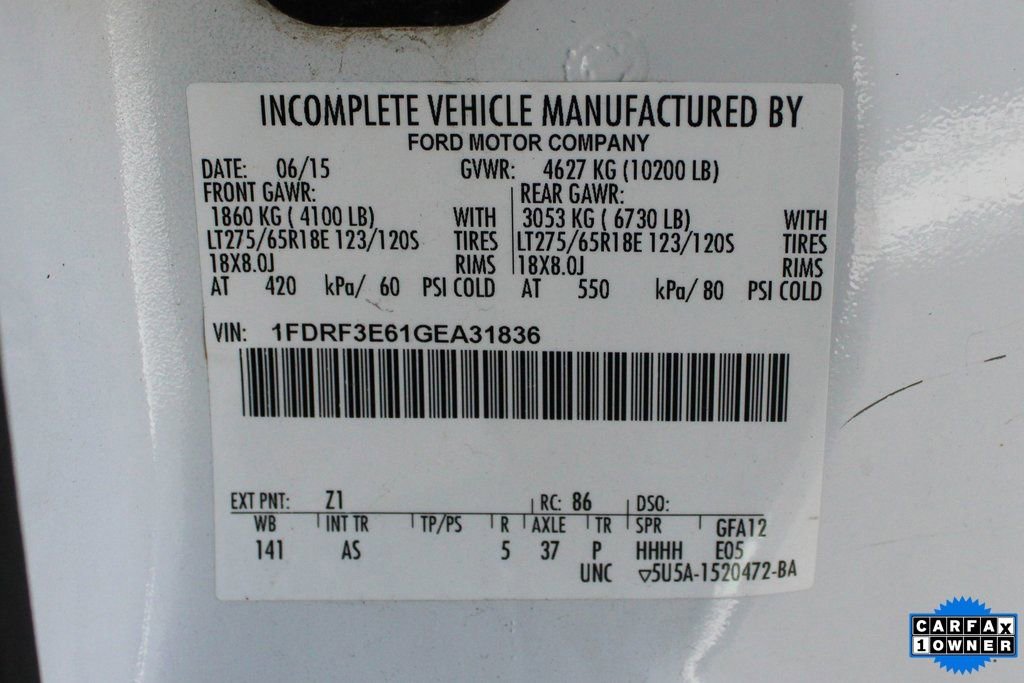 INCOMPLETE VEHICLE MANUFACTURED BY
FORD MOTOR COMPANY
DATE: 06/15 GVWR: 4627 KG (10200 LB)
FRONT GAWR: REAR GAWR:
1860 KG ( 4100 LB) WITH 3053 KG ( 6730 LB) WITH
LT275/65R18E 123/120S TIRES LT275/65R18E 123/120S TIRES
18X8.0J RIMS 18X8.0J RIMS
AT 420 kPa/ 60 PSI COLD AT 550 kPa/ 80 PSI COLD
VIN: 1FDRF3E61GEA31836
EXT PNT: Z1 RC: 86 DSO:
WB INT TR TP/PS R AXLE TR SPR GFA12
141 AS 5 37 P HHHH E05
UNC ▽5U5A-1520472-BA
CARFAX
1 OWNER